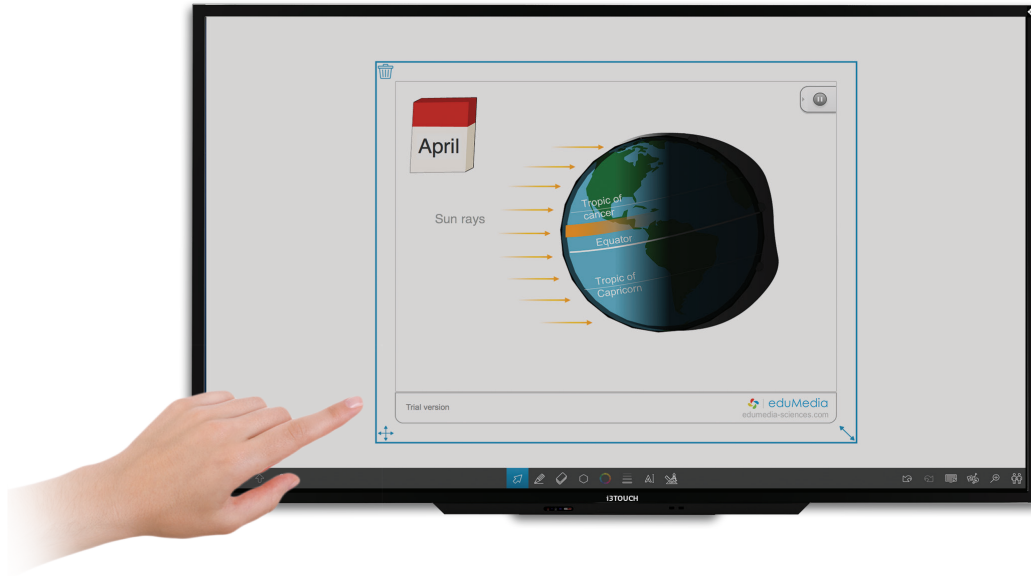 April
Sun rays
Tropic of
cancer
Equator
Tropic of
Capricorn
Trial version
eduMedia
edumedia-sciences.com
A
i3TOUCH